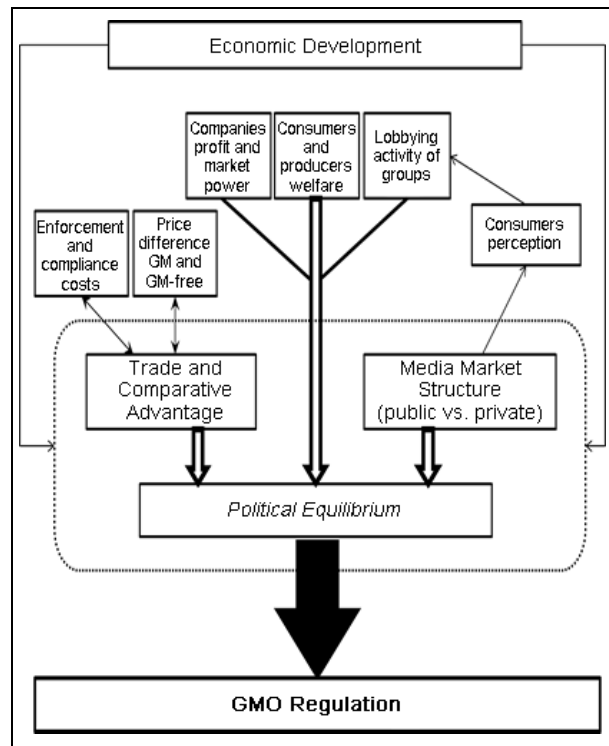 Economic Development
Companies
profit and
market
power
Consumers
and
producers
welfare
Lobbying
activity of
groups
Enforcement
and
compliance
costs
Price
difference
GM and
GM-free
Consumers
perception
Trade and
Comparative
Advantage
Media Market
Structure
(public vs. private)
Political Equilibrium
GMO Regulation